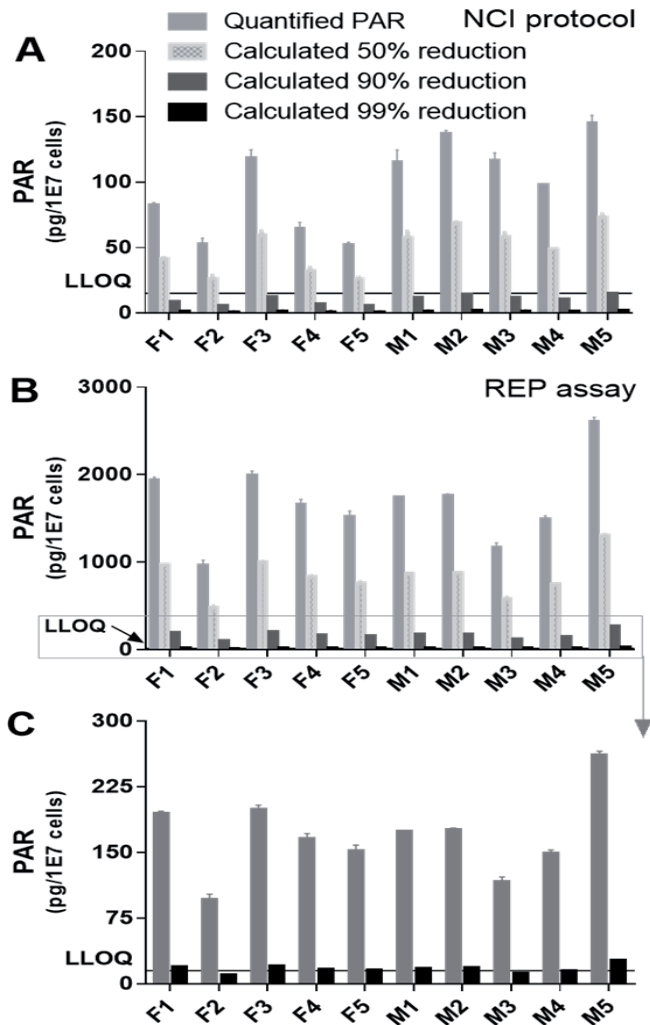 Quantified PAR
NCI protocol
Calculated 50% reduction
Calculated 90% reduction
Calculated 99% reduction
A
200
150
100
50
0
PAR
(pg/1E7 cells)
LLOQ
F1 F2 F3 F4 F5 M1 M2 M3 M4 M5
B
REP assay
3000
2000
1000
0
PAR
(pg/1E7 cells)
LLOQ
F1 F2 F3 F4 F5 M1 M2 M3 M4 M5
C
300
225
150
75
0
PAR
(pg/1E7 cells)
LLOQ
F1 F2 F3 F4 F5 M1 M2 M3 M4 M5